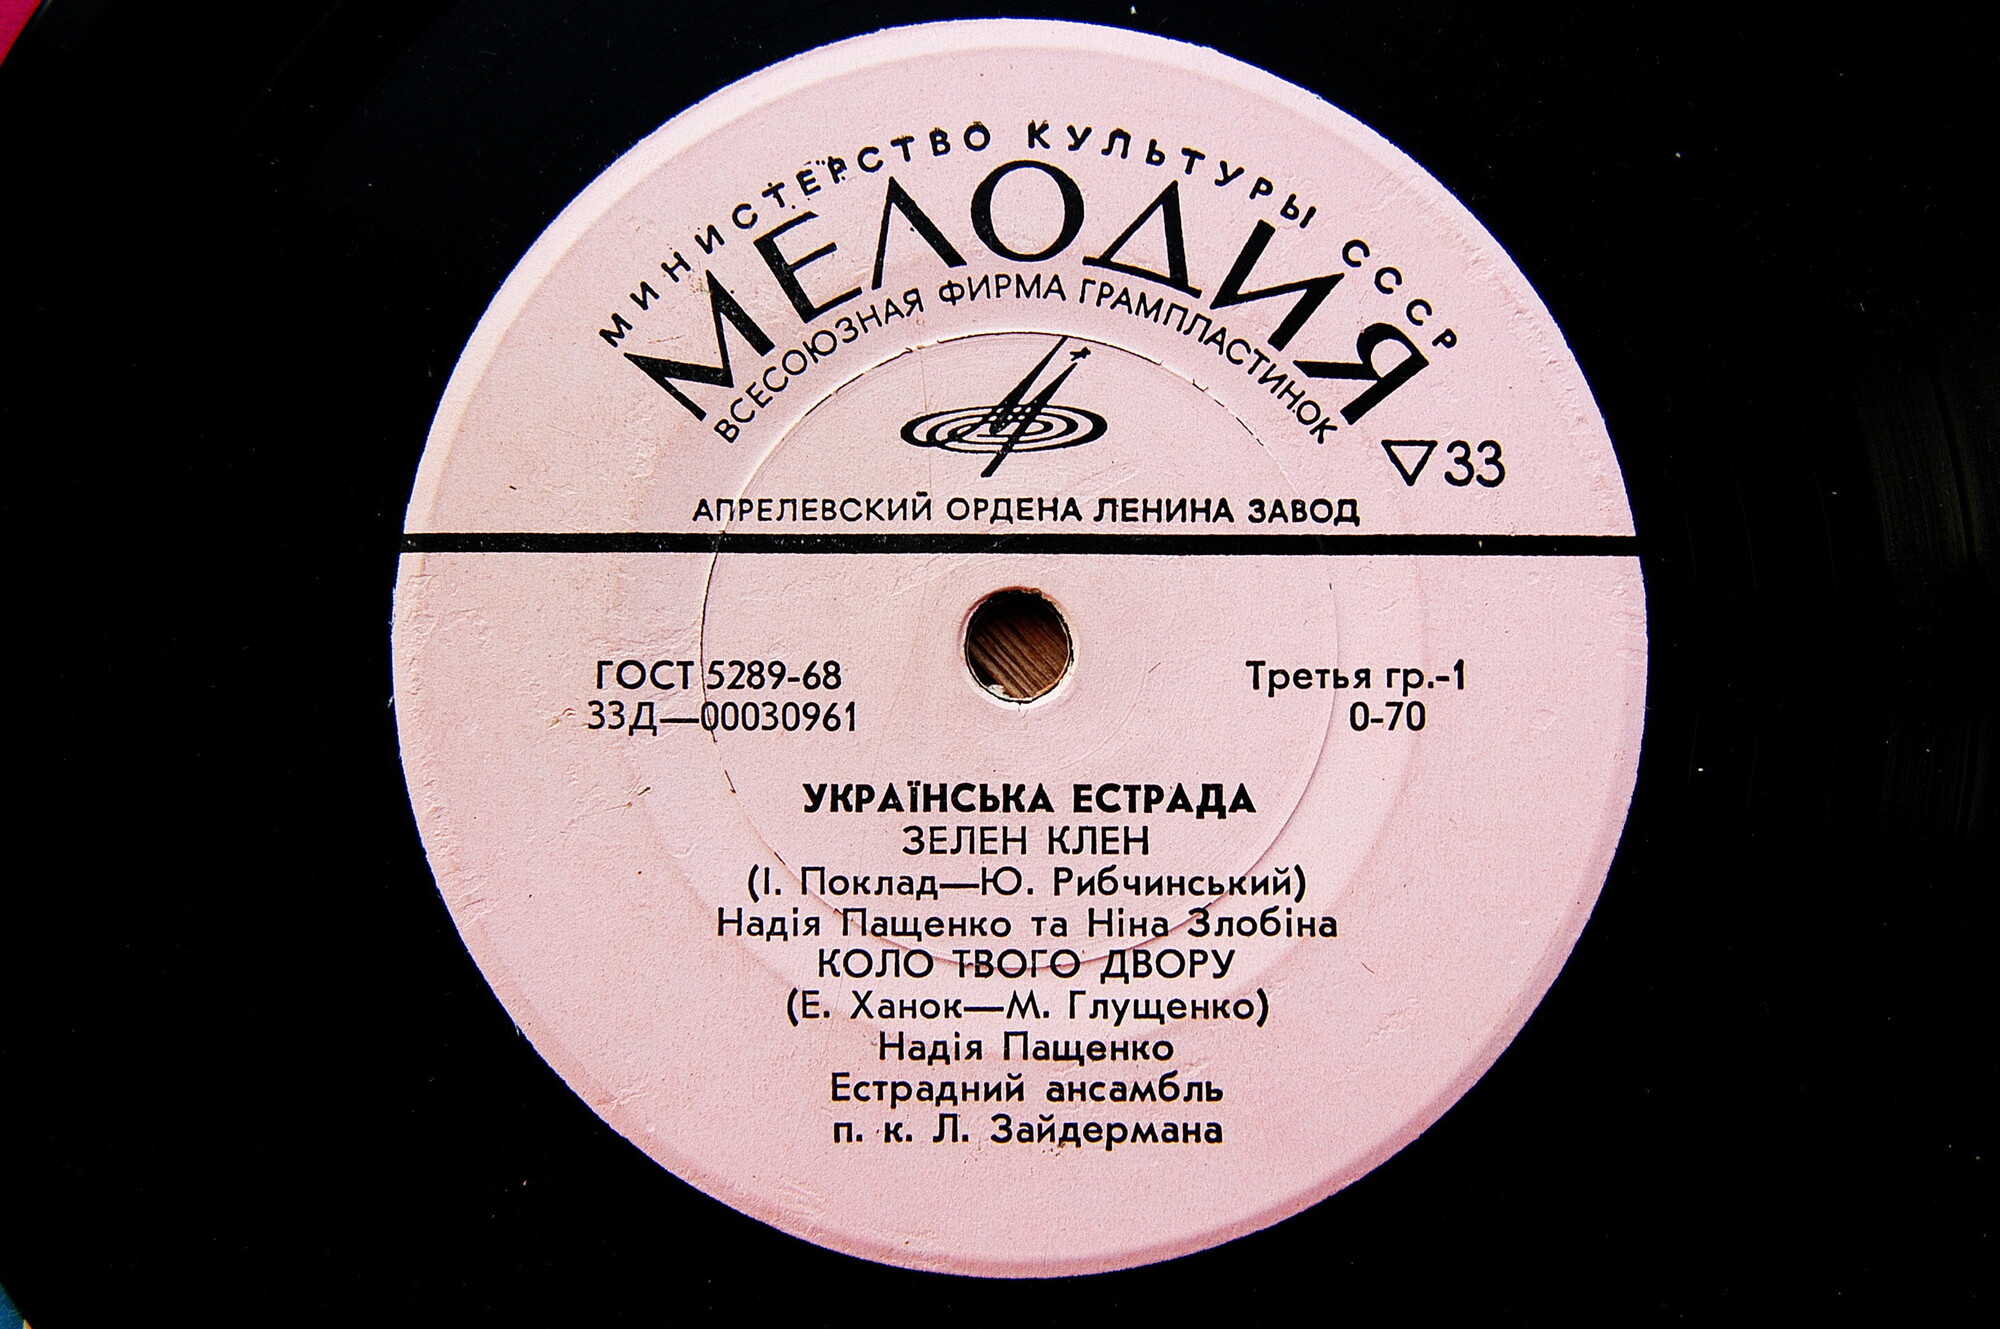 МИНИСТЕРСТВО КУЛЬТУРЫ СССР
МЕЛОДИЯ
ВСЕСОЮЗНАЯ ФИРМА ГРАМПЛАСТИНОК
33
АПРЕЛЕВСКИЙ ОРДЕНА ЛЕНИНА ЗАВОД
ГОСТ 5289-68
33Д—00030961
Третья гр.-1
0-70
УКРАЇНСЬКА ЕСТРАДА
ЗЕЛЕН КЛЕН
(І. Поклад—Ю. Рибчинський)
Надія Пащенко та Ніна Злобіна
КОЛО ТВОГО ДВОРУ
(Е. Ханок—М. Глущенко)
Надія Пащенко
Естрадний ансамбль
п. к. Л. Зайдермана